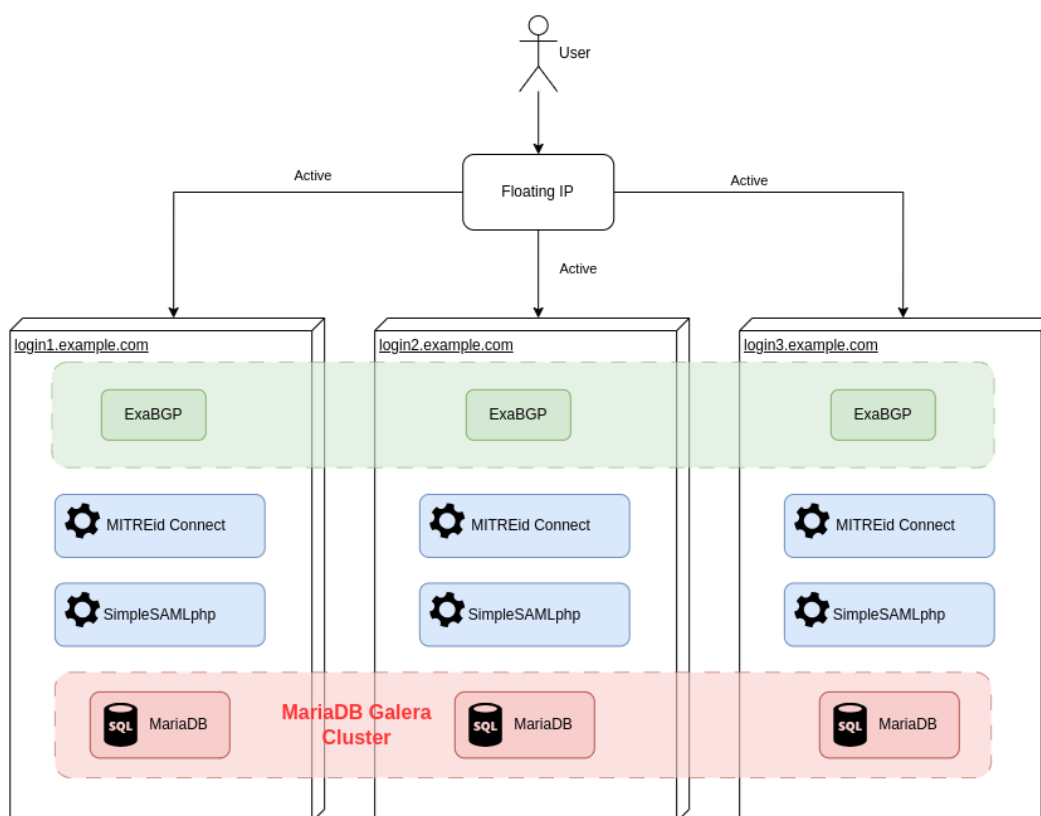 User
Floating IP
Active
Active
Active
login1.example.com
login2.example.com
login3.example.com
ExaBGP
ExaBGP
ExaBGP
MITREid Connect
MITREid Connect
MITREid Connect
SimpleSAMLphp
SimpleSAMLphp
SimpleSAMLphp
SQL
MariaDB
MariaDB Galera
Cluster
SQL
MariaDB
SQL
MariaDB